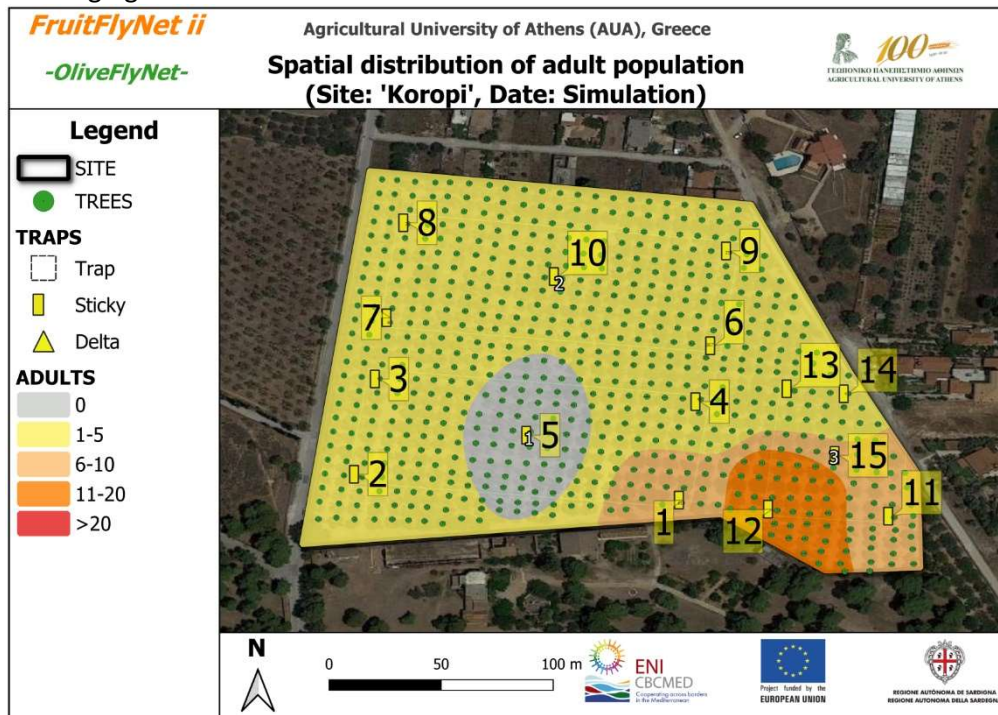 FruitFlyNet ii
-OliveFlyNet-
Agricultural University of Athens (AUA), Greece
Spatial distribution of adult population
(Site: 'Koropi', Date: Simulation)
100
ΓΕΩΠΟΝΙΚΟ ΠΑΝΕΠΙΣΤΗΜΙΟ ΑΘΗΝΩΝ
AGRICULTURAL UNIVERSITY OF ATHENS
Legend
SITE
TREES
TRAPS
Trap
Sticky
Delta
ADULTS
0
1-5
6-10
11-20
>20
8
10
2
9
7
6
3
13
14
4
1
5
2
3
15
1
12
11
N
0 50 100 m
ENI
CBCMED
Cooperating across borders
in the Mediterranean
Project funded by the
EUROPEAN UNION
REGIONE AUTÒNOMA DE SARDIGNA
REGIONE AUTONOMA DELLA SARDEGNA